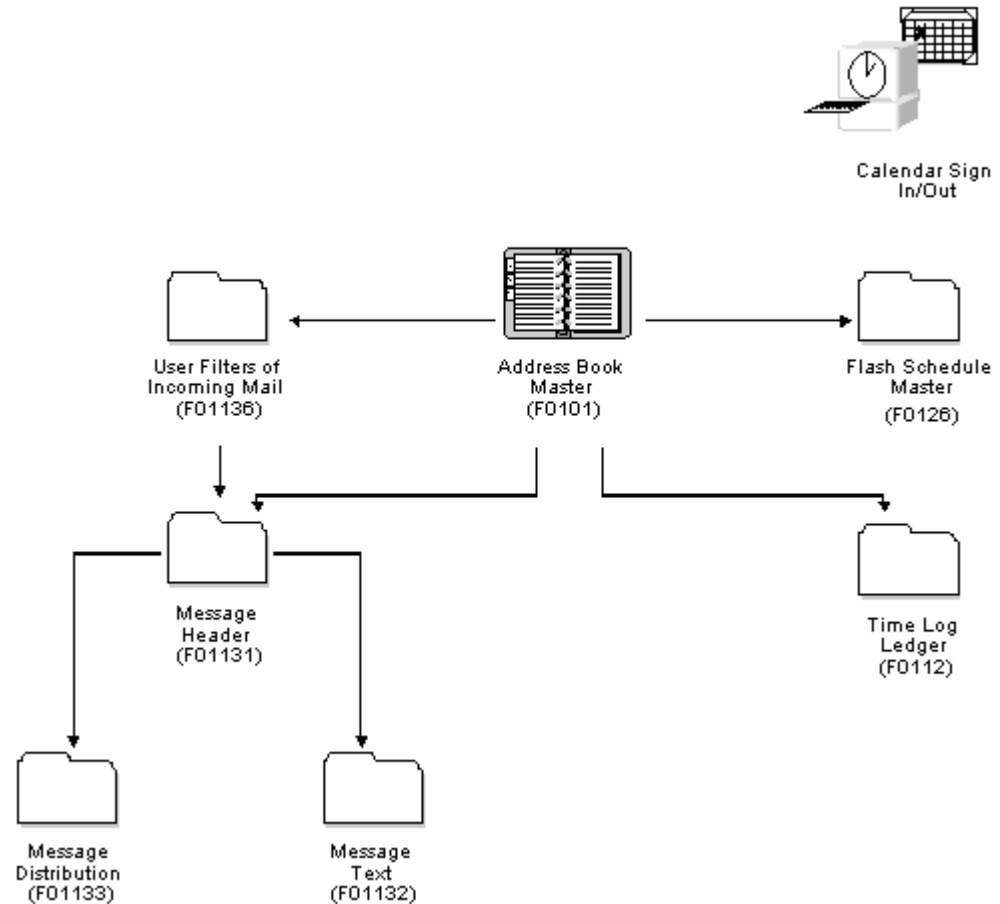 Calendar Sign
In/Out
User Filters of
Incoming Mail
(F01136)
Address Book
Master
(F0101)
Flash Schedule
Master
(F0126)
Message
Header
(F01131)
Time Log
Ledger
(F0112)
Message
Distribution
(F01133)
Message
Text
(F01132)